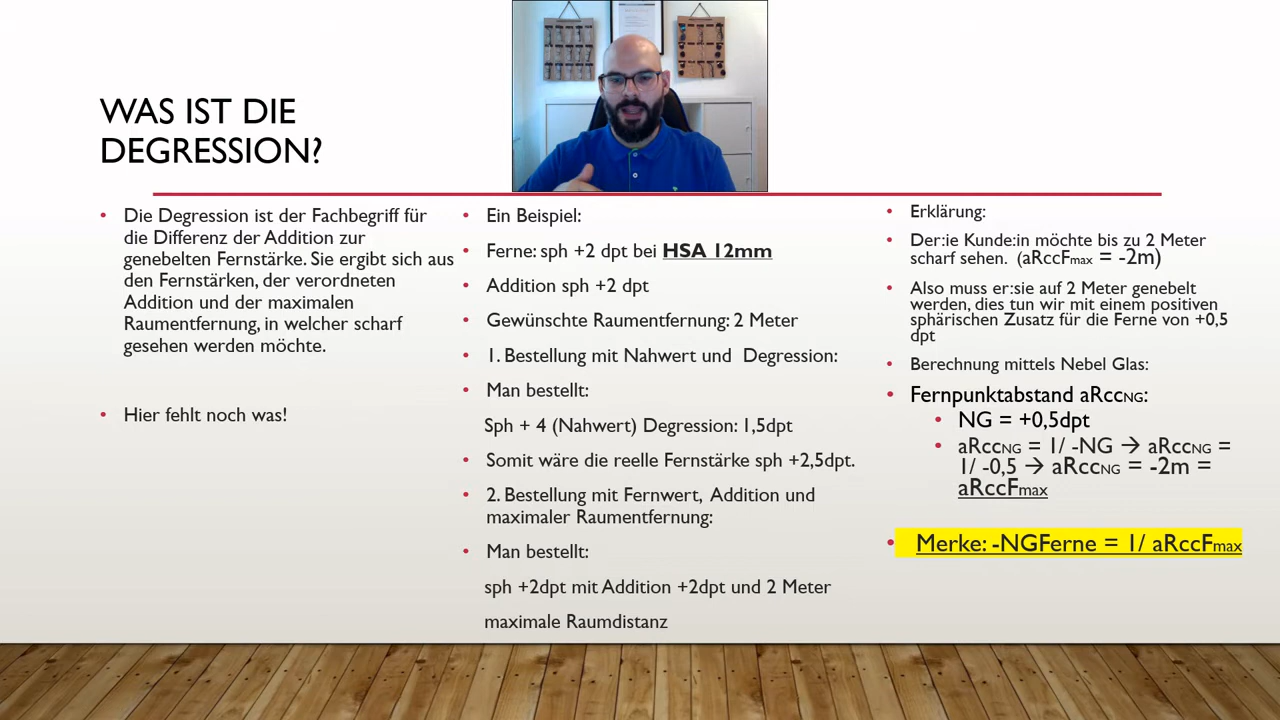 WAS IST DIE
DEGRESSION?
• Die Degression ist der Fachbegriff für
die Differenz der Addition zur
genebelten Fernstärke. Sie ergibt sich aus
den Fernstärken, der verordneten
Addition und der maximalen
Raumentfernung, in welcher scharf
gesehen werden möchte.
• Hier fehlt noch was!
• Ein Beispiel:
• Ferne: sph +2 dpt bei HSA 12mm
• Addition sph +2 dpt
• Gewünschte Raumentfernung: 2 Meter
• 1. Bestellung mit Nahwert und Degression:
• Man bestellt:
Sph + 4 (Nahwert) Degression: 1,5dpt
• Somit wäre die reelle Fernstärke sph +2,5dpt.
• 2. Bestellung mit Fernwert, Addition und
maximaler Raumentfernung:
• Man bestellt:
sph +2dpt mit Addition +2dpt und 2 Meter
maximale Raumdistanz
• Erklärung:
• Der:ie Kunde:in möchte bis zu 2 Meter
scharf sehen. (aRccFmax = -2m)
• Also muss er:sie auf 2 Meter genebelt
werden, dies tun wir mit einem positiven
sphärischen Zusatz für die Ferne von +0,5
dpt
• Berechnung mittels Nebel Glas:
• Fernpunktabstand aRccNG:
• NG = +0,5dpt
• aRccNG = 1/ -NG → aRccNG =
1/ -0,5 → aRccNG = -2m =
aRccFmax
• Merke: -NGFerne = 1/ aRccFmax